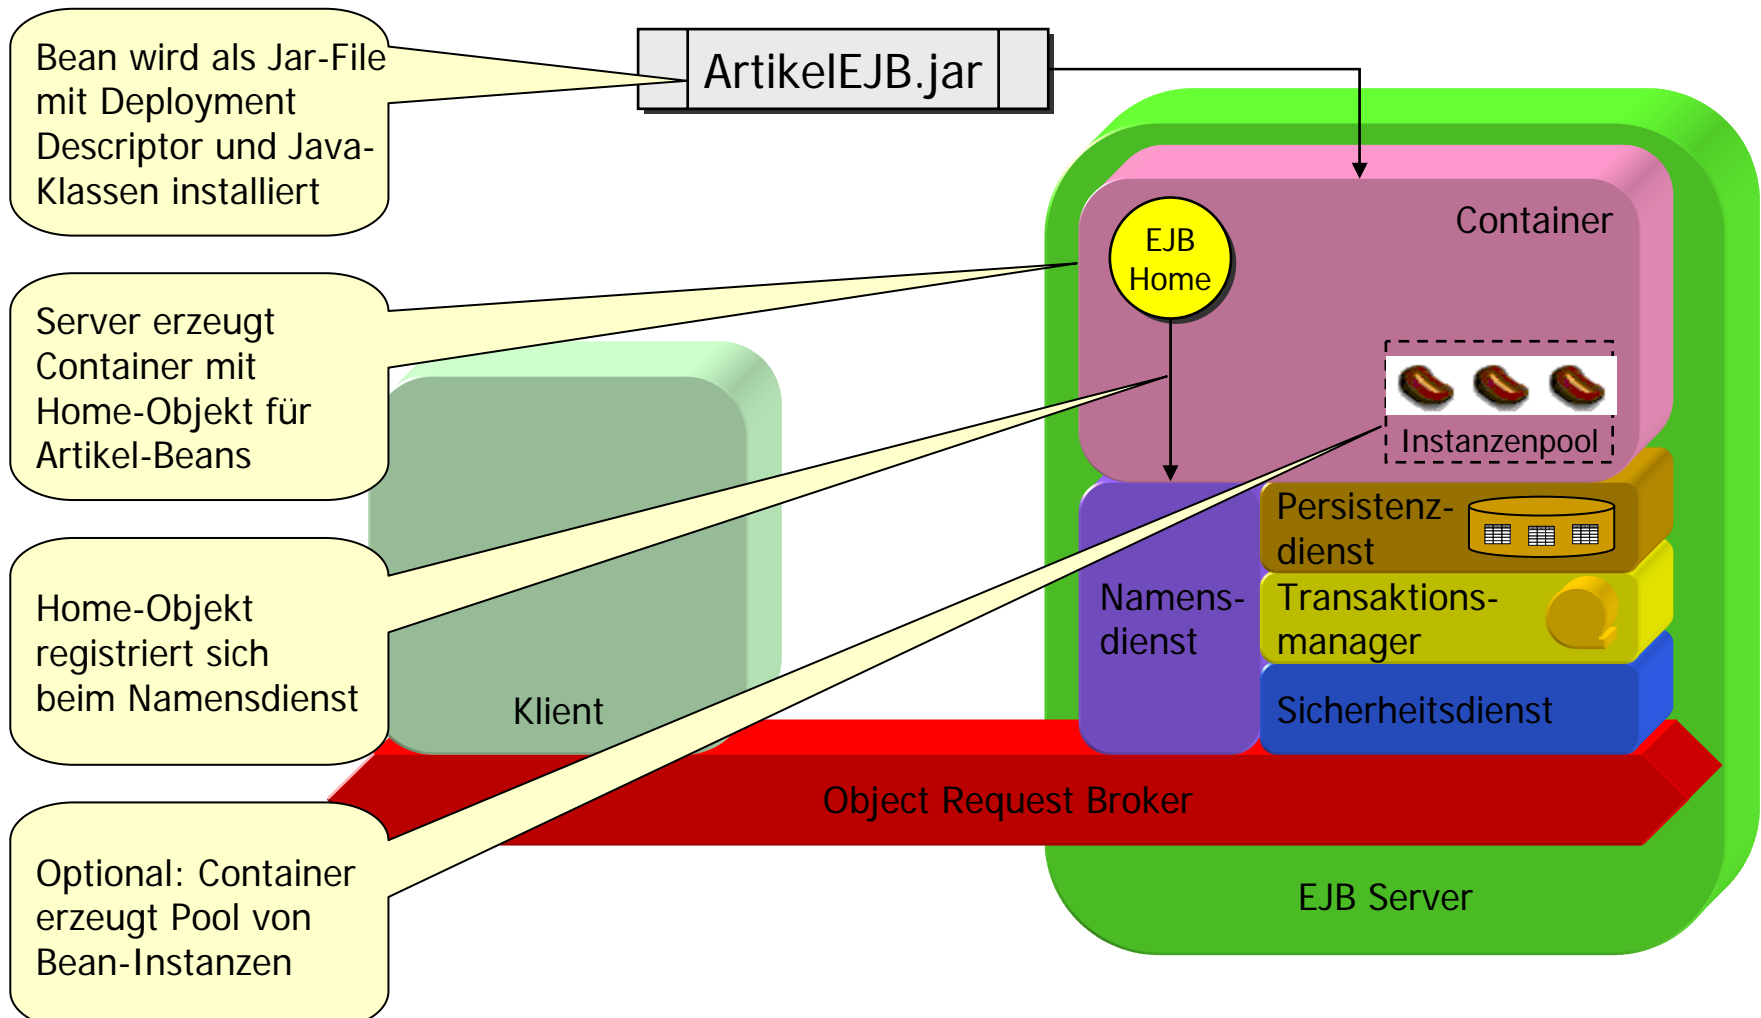 Bean wird als Jar-File
mit Deployment
Descriptor und Java-
Klassen installiert
ArtikelEJB.jar
Server erzeugt
Container mit
Home-Objekt für
Artikel-Beans
Home-Objekt
registriert sich
beim Namensdienst
Optional: Container
erzeugt Pool von
Bean-Instanzen
Klient
Container
EJB
Home
Instanzenpool
Namens-
dienst
Persistenz-
dienst
Transaktions-
manager
Sicherheitsdienst
Object Request Broker
EJB Server